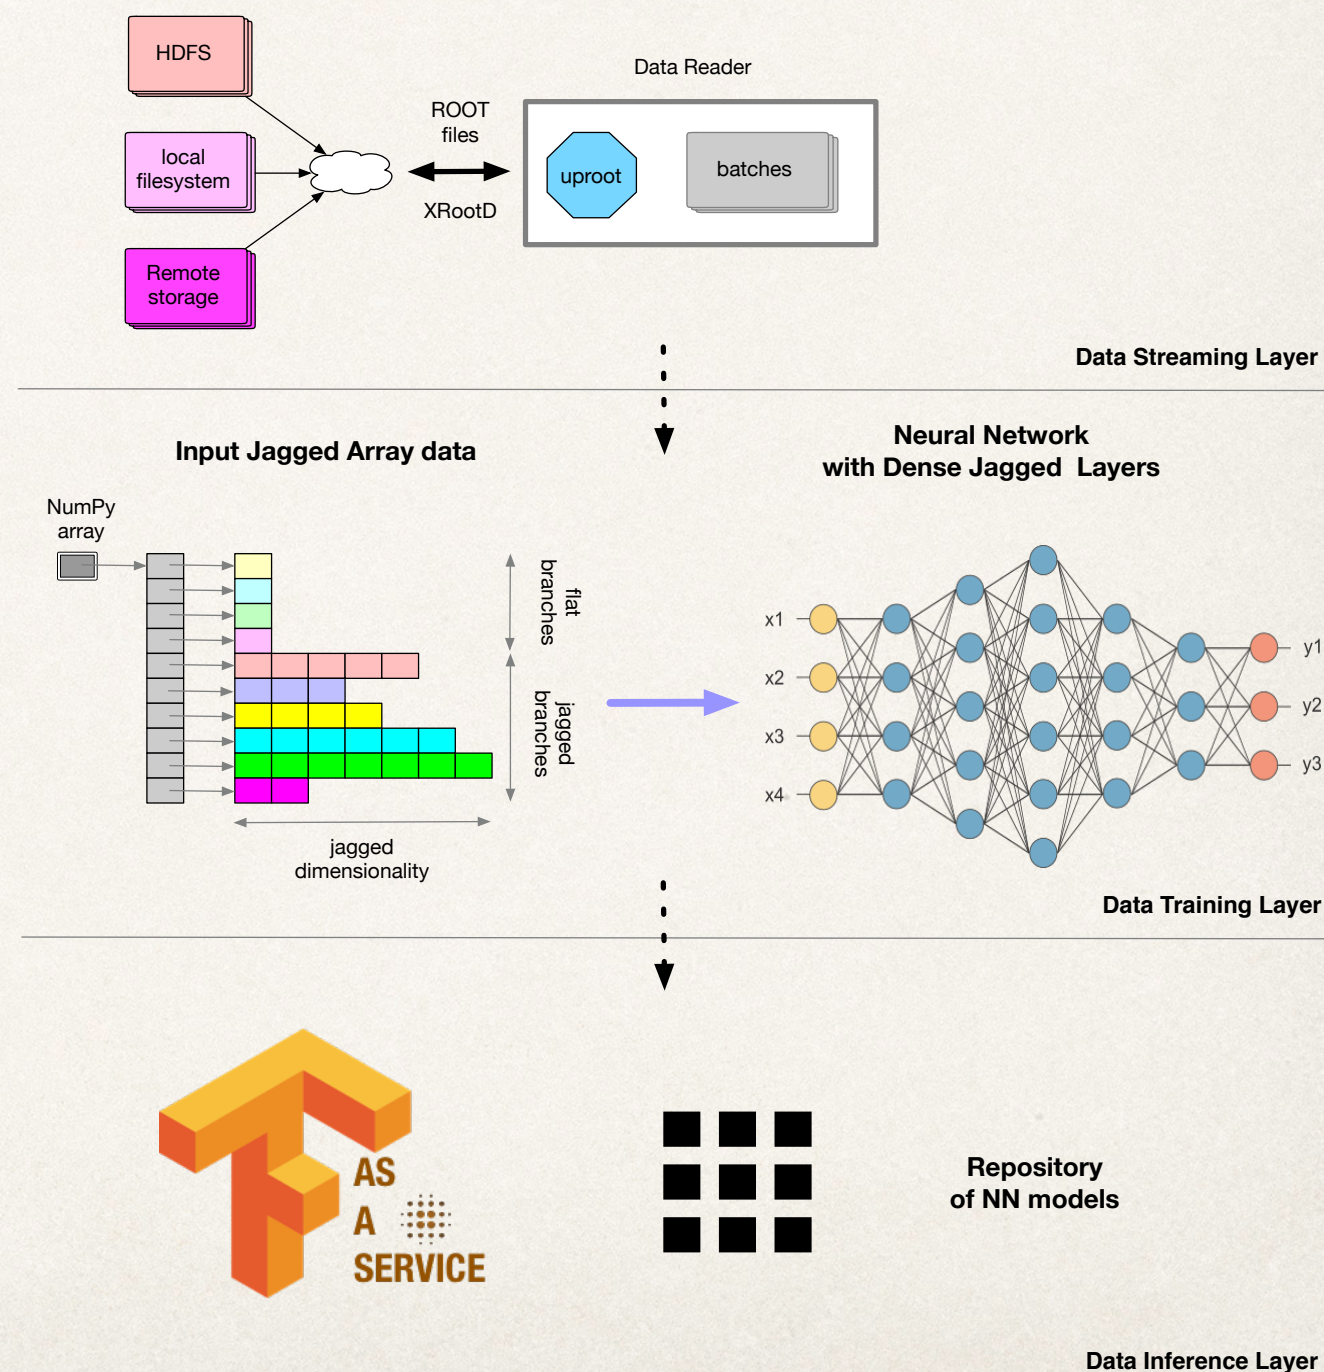 HDFS
local
filesystem
Remote
storage
ROOT
files
XRootD
Data Reader
uproot
batches
Data Streaming Layer
Input Jagged Array data
NumPy
array
flat
branches
jagged
branches
jagged
dimensionality
Neural Network
with Dense Jagged Layers
x1
x2
x3
x4
y1
y2
y3
Data Training Layer
AS
A
SERVICE
Repository
of NN models
Data Inference Layer